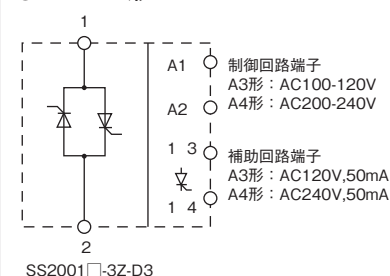 1
A1
制御回路端子
A3形：AC100-120V
A2
A4形：AC200-240V
1 3
補助回路端子
A3形：AC120V,50mA
A4形：AC240V,50mA
1 4
2
SS2001□-3Z-D3